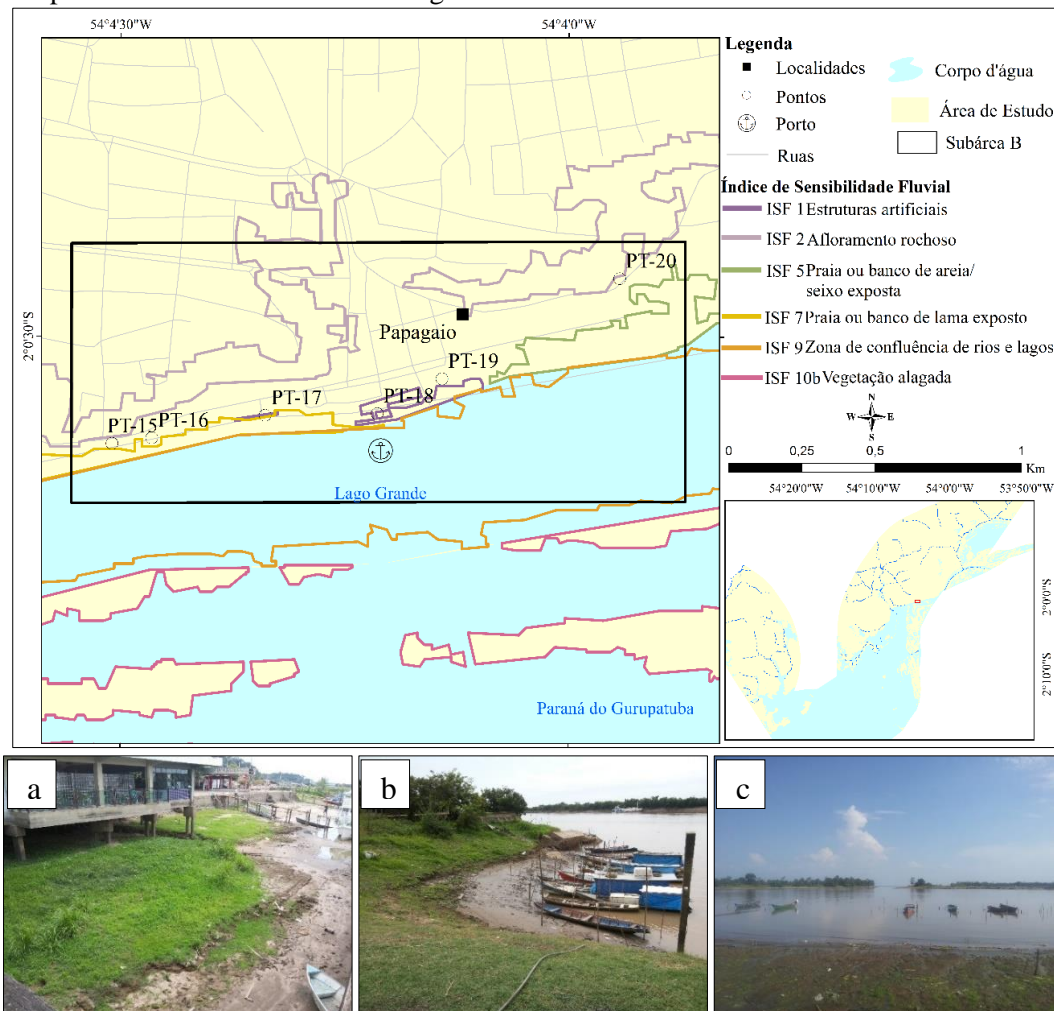 54°4'30"W
54°4'0"W
2°0'30"S
Papagaio
PT-20
PT-19
PT-18
PT-17
PT-16
PT-15
Lago Grande
Paraná do Gurupatuba
Legenda
Localidades
Pontos
Porto
Ruas
Corpo d'água
Área de Estudo
Subárea B
Índice de Sensibilidade Fluvial
ISF 1 Estruturas artificiais
ISF 2 Afloramento rochoso
ISF 5 Praia ou banco de areia/
seixo exposta
ISF 7 Praia ou banco de lama exposto
ISF 9 Zona de confluência de rios e lagos
ISF 10b Vegetação alagada
N
W E
S
0 0,25 0,5 1
Km
54°20'0"W 54°10'0"W 54°0'0"W 53°50'0"W
2°0'0"S
2°10'0"S
a
b
c